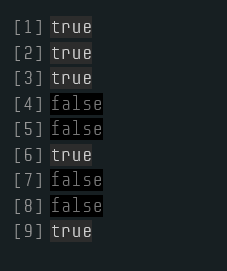 [1] true
[2] true
[3] true
[4] false
[5] false
[6] true
[7] false
[8] false
[9] true